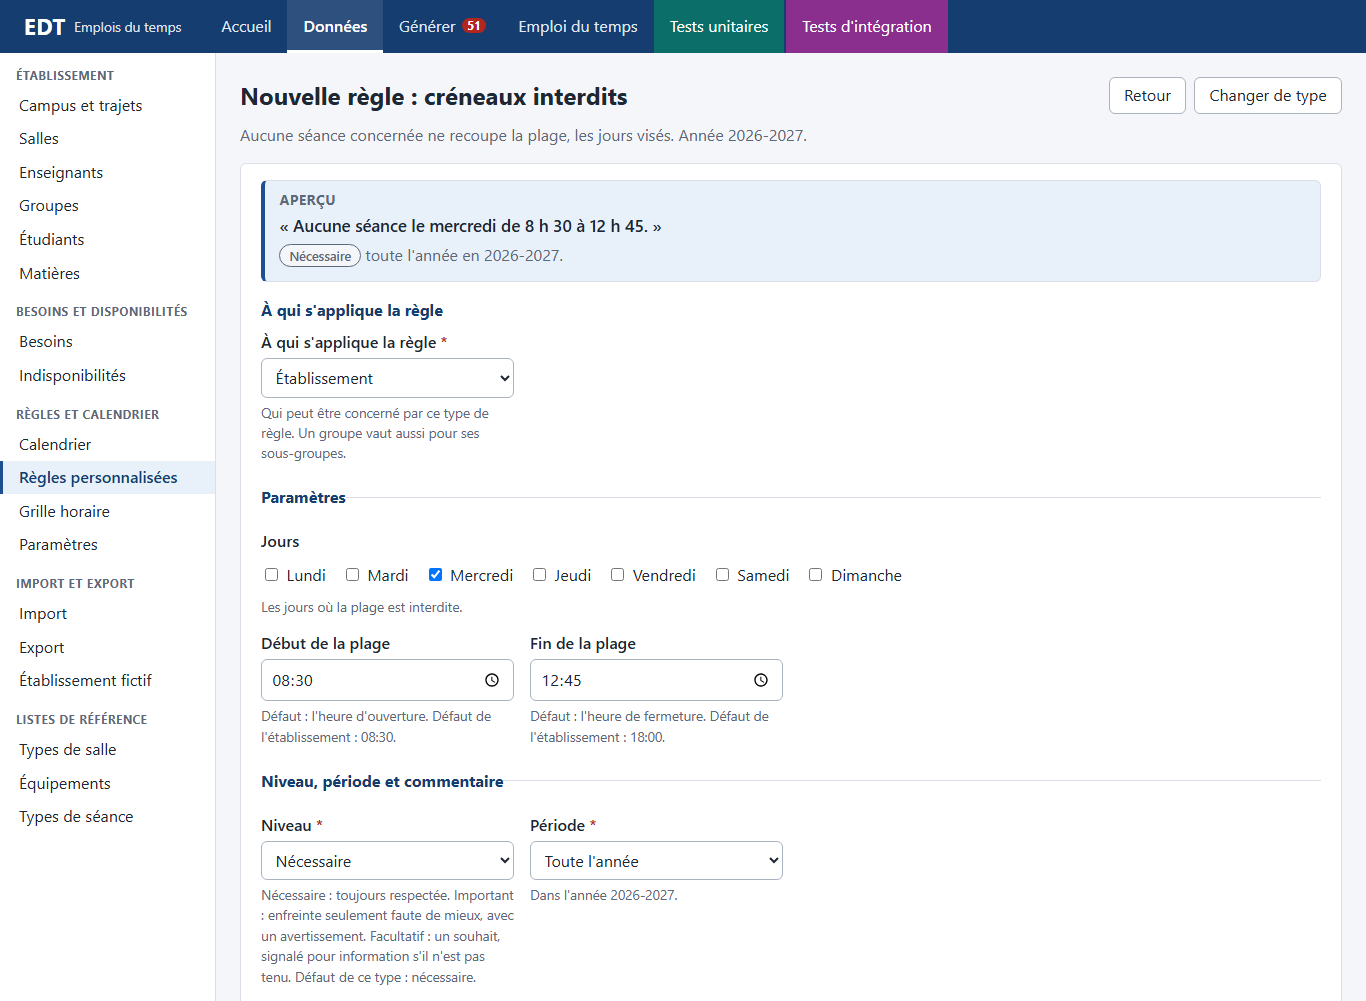 EDT Emplois du temps
Accueil
Données
Générer 51
Emploi du temps
Tests unitaires
Tests d'intégration
ÉTABLISSEMENT
Campus et trajets
Salles
Enseignants
Groupes
Étudiants
Matières
BESOINS ET DISPONIBILITÉS
Besoins
Indisponibilités
RÈGLES ET CALENDRIER
Calendrier
Règles personnalisées
Grille horaire
Paramètres
IMPORT ET EXPORT
Import
Export
Établissement fictif
LISTES DE RÉFÉRENCE
Types de salle
Équipements
Types de séance
Nouvelle règle : créneaux interdits
Retour
Changer de type
Aucune séance concernée ne recoupe la plage, les jours visés. Année 2026-2027.
APERÇU
« Aucune séance le mercredi de 8 h 30 à 12 h 45. »
Nécessaire toute l'année en 2026-2027.
À qui s'applique la règle
À qui s'applique la règle *
Établissement
Qui peut être concerné par ce type de
règle. Un groupe vaut aussi pour ses
sous-groupes.
Paramètres
Jours
Lundi
Mardi
Mercredi
Jeudi
Vendredi
Samedi
Dimanche
Les jours où la plage est interdite.
Début de la plage
08:30
Défaut : l'heure d'ouverture. Défaut de
l'établissement : 08:30.
Fin de la plage
12:45
Défaut : l'heure de fermeture. Défaut de
l'établissement : 18:00.
Niveau, période et commentaire
Niveau *
Nécessaire
Nécessaire : toujours respectée. Important
: enfreinte seulement faute de mieux, avec
un avertissement. Facultatif : un souhait,
signalé pour information s'il n'est pas
tenu. Défaut de ce type : nécessaire.
Période *
Toute l'année
Dans l'année 2026-2027.